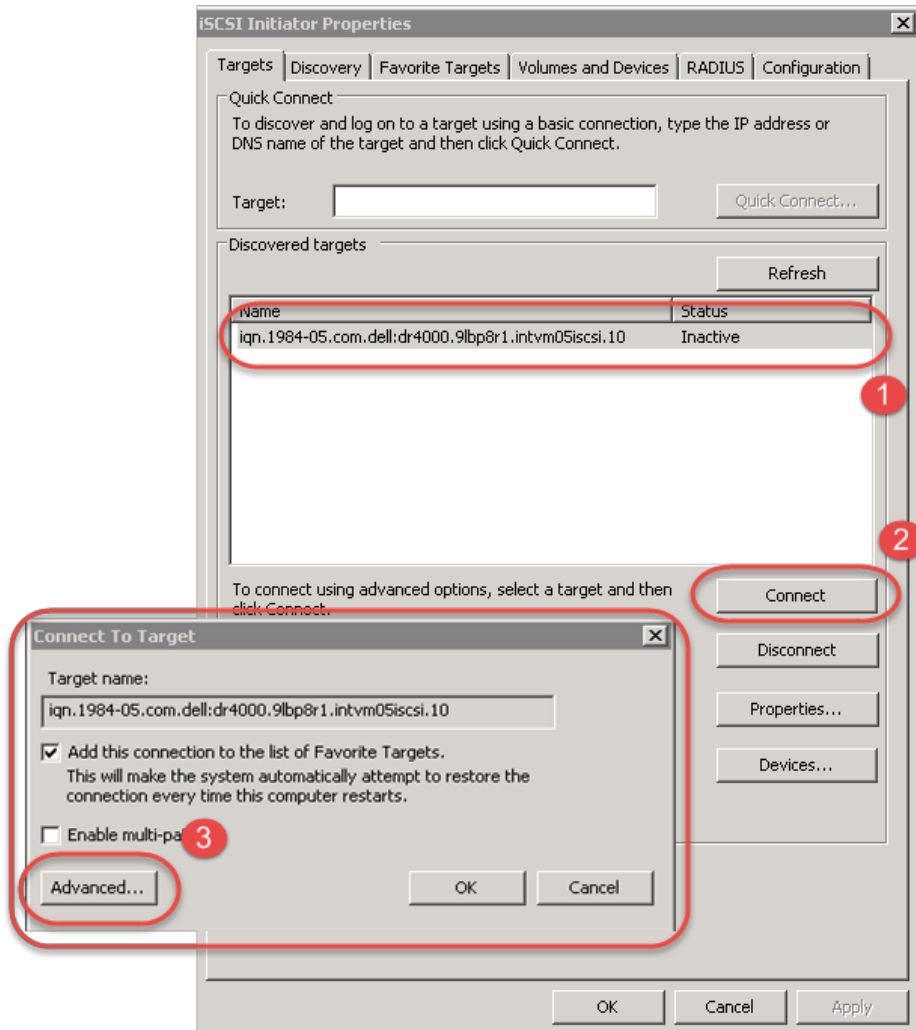 iSCSI Initiator Properties
Targets
Discovery
Favorite Targets
Volumes and Devices
RADIUS
Configuration
Quick Connect
To discover and log on to a target using a basic connection, type the IP address or
DNS name of the target and then click Quick Connect.
Target:
Quick Connect...
Discovered targets
Refresh
Name
Status
iqn.1984-05.com.dell:dr4000.9lbp8r1.intvm05iscsi.10
Inactive
1
2
To connect using advanced options, select a target and then
click Connect.
Connect
Disconnect
Properties...
Devices...
Connect To Target
Target name:
iqn.1984-05.com.dell:dr4000.9lbp8r1.intvm05iscsi.10
Add this connection to the list of Favorite Targets.
This will make the system automatically attempt to restore the
connection every time this computer restarts.
Enable multi-pa
3
Advanced...
OK
Cancel
OK
Cancel
Apply